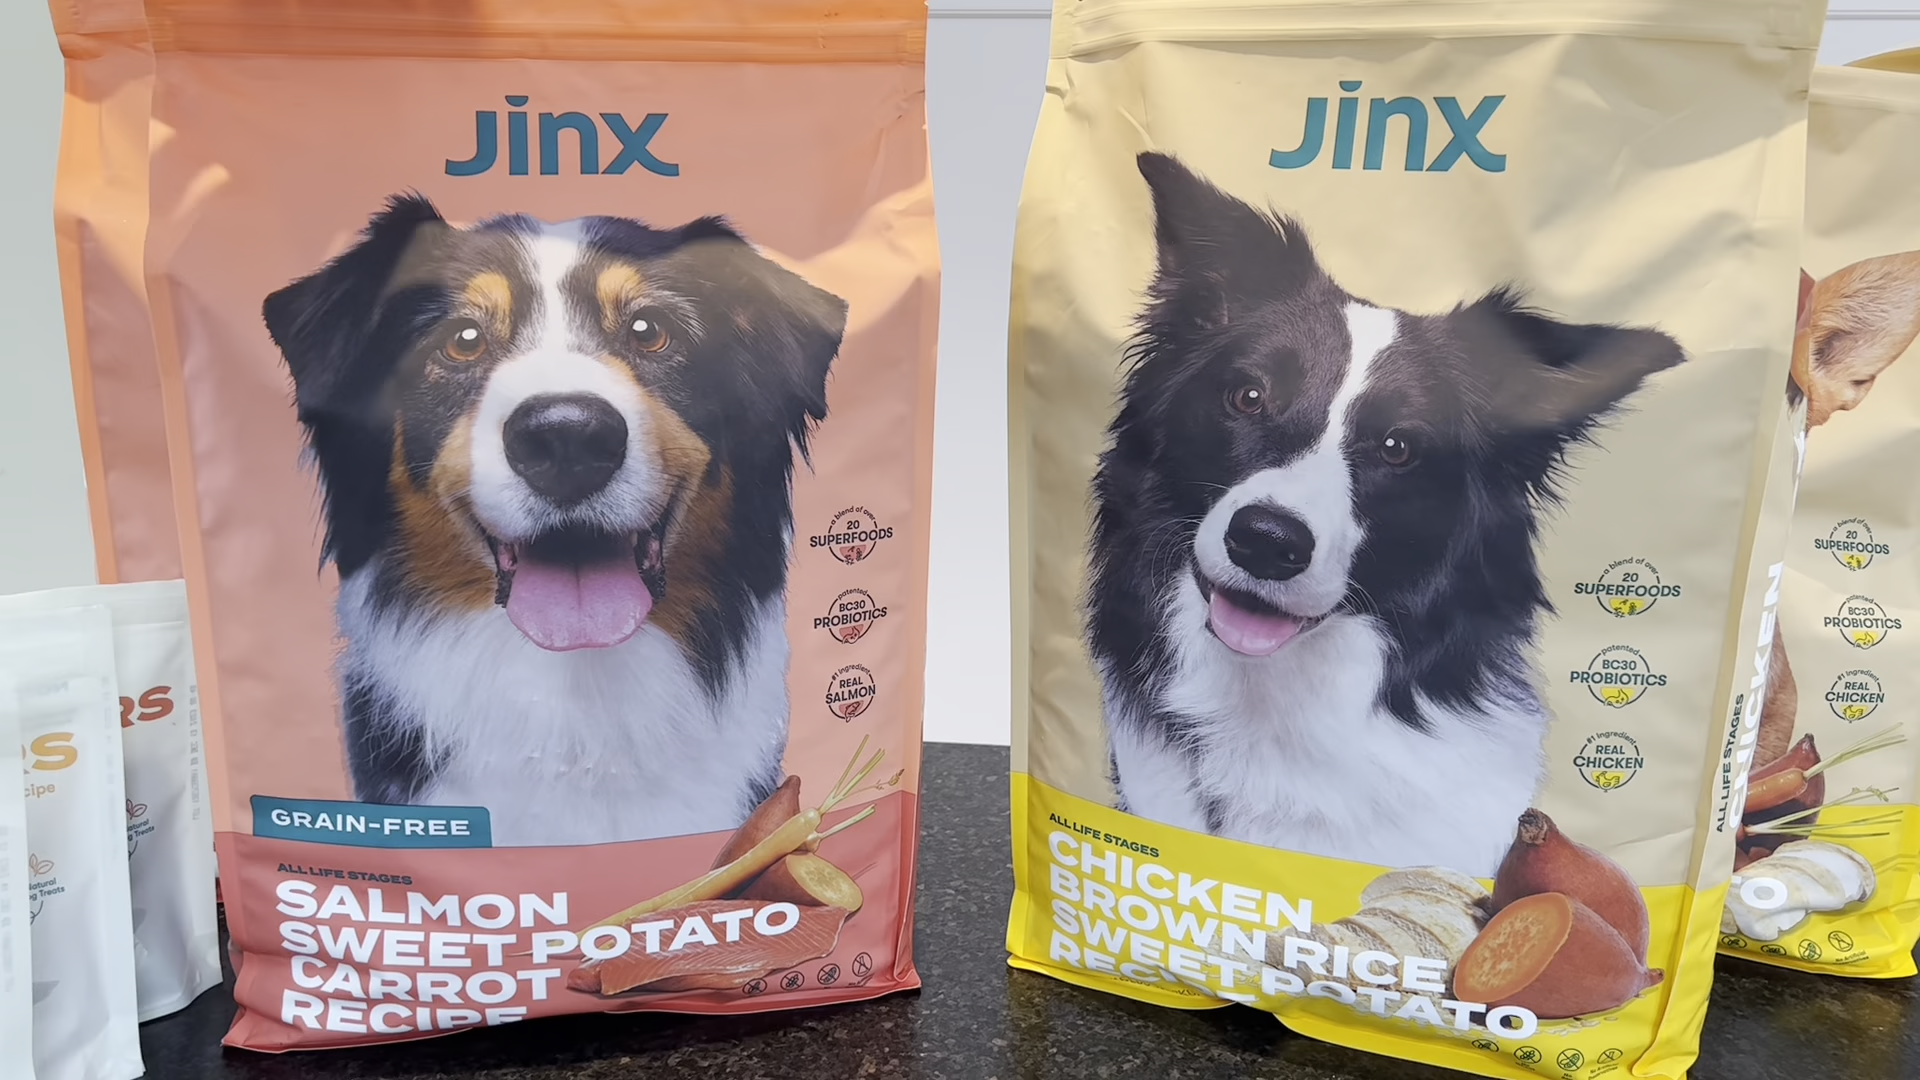 Jinx
a blend of over
20
SUPERFOODS
patented
BC30
PROBIOTICS
#1 ingredient
REAL
SALMON
GRAIN-FREE
ALL LIFE STAGES
SALMON
SWEET POTATO
CARROT
RECIPE
Jinx
a blend of over
20
SUPERFOODS
patented
BC30
PROBIOTICS
#1 ingredient
REAL
CHICKEN
ALL LIFE STAGES
CHICKEN
BROWN RICE
SWEET POTATO
ALL LIFE STAGES
CHICKEN
a blend of over
20
SUPERFOODS
patented
BC30
PROBIOTICS
#1 ingredient
REAL
CHICKEN